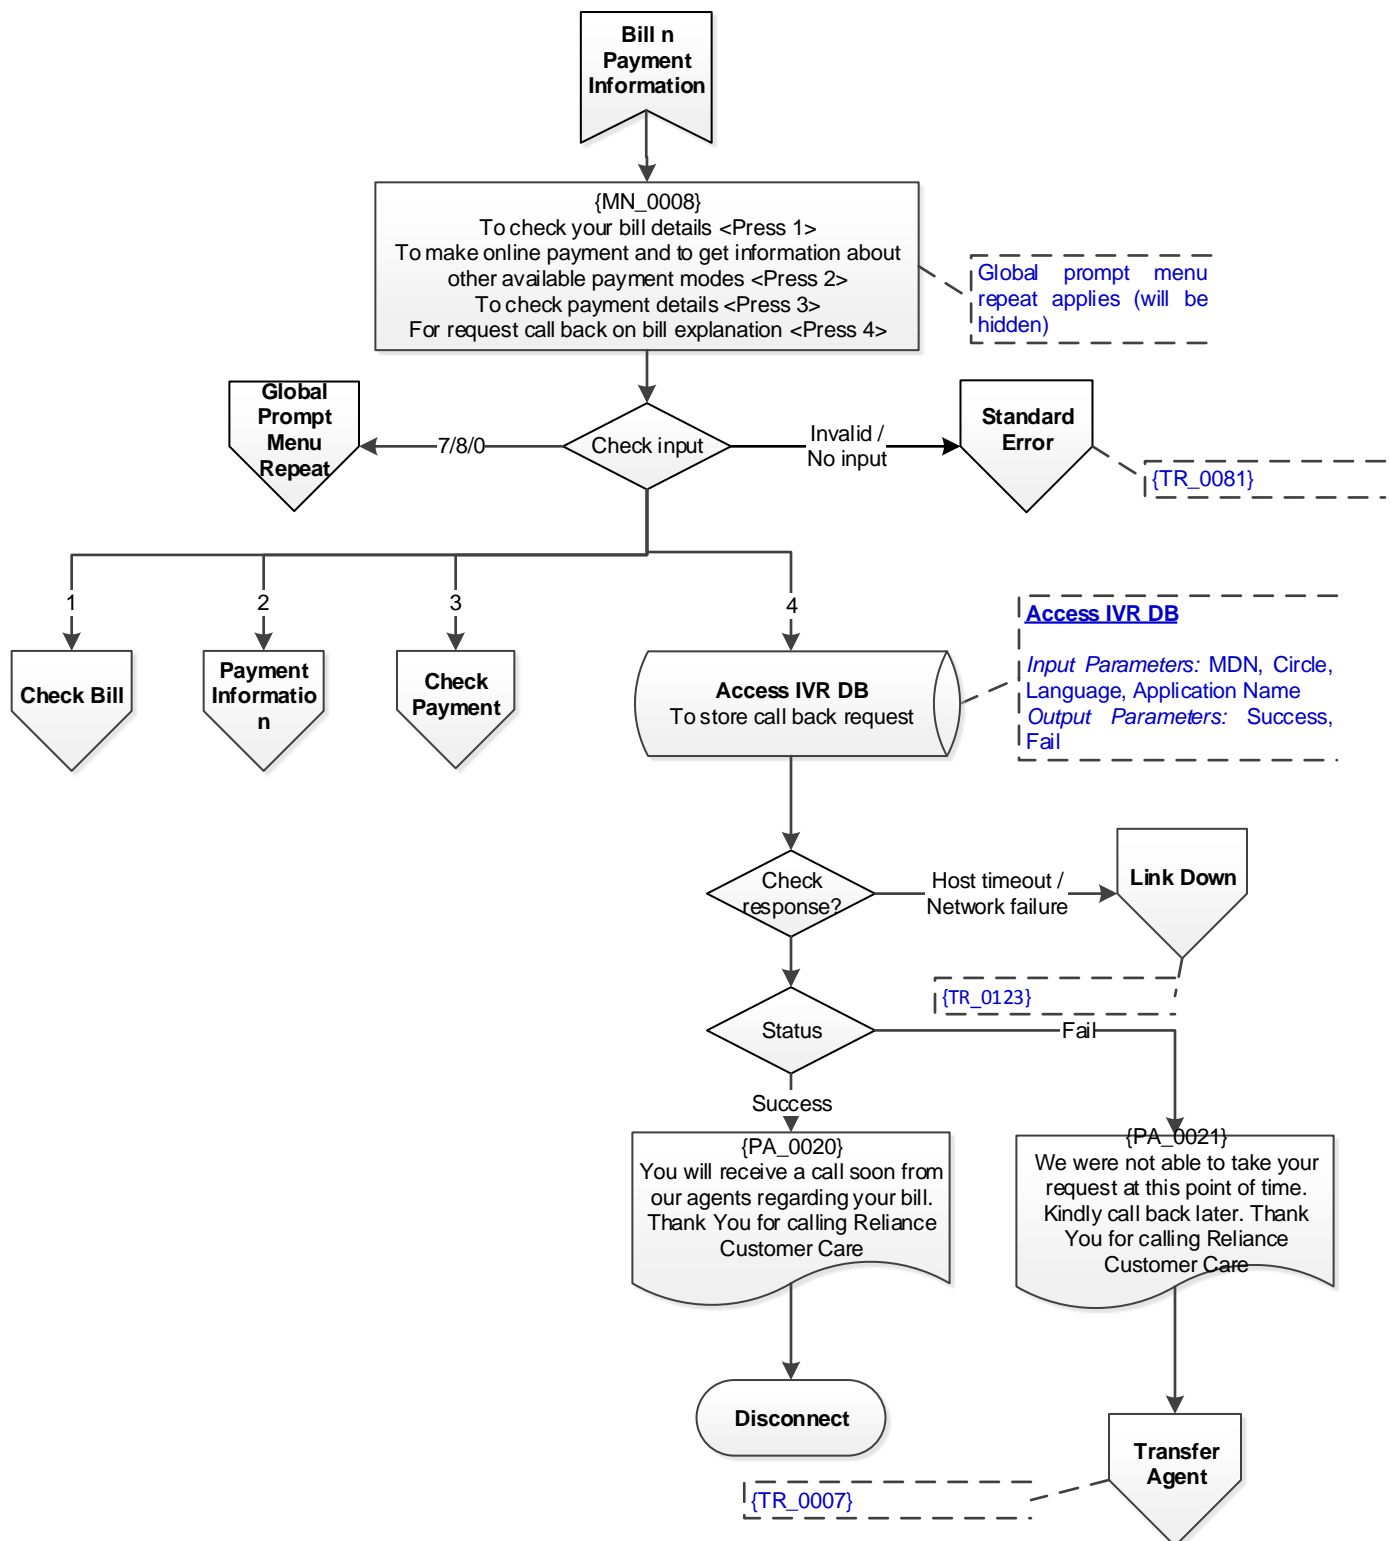 Bill n
Payment
Information
{MN_0008}
To check your bill details <Press 1>
To make online payment and to get information about
other available payment modes <Press 2>
To check payment details <Press 3>
For request call back on bill explanation <Press 4>
Global prompt menu
repeat applies (will be
hidden)
Global
Prompt
Menu
Repeat
7/8/0
Check input
Invalid /
No input
Standard
Error
{TR_0081}
1
2
3
4
Check Bill
Payment
Informatio
n
Check
Payment
Access IVR DB
To store call back request
Access IVR DB
Input Parameters: MDN, Circle,
Language, Application Name
Output Parameters: Success,
Fail
Check
response?
Host timeout /
Network failure
Link Down
{TR_0123}
Status
Fail
Success
{PA_0020}
You will receive a call soon from
our agents regarding your bill.
Thank You for calling Reliance
Customer Care
{PA_0021}
We were not able to take your
request at this point of time.
Kindly call back later. Thank
You for calling Reliance
Customer Care
Disconnect
Transfer
Agent
{TR_0007}